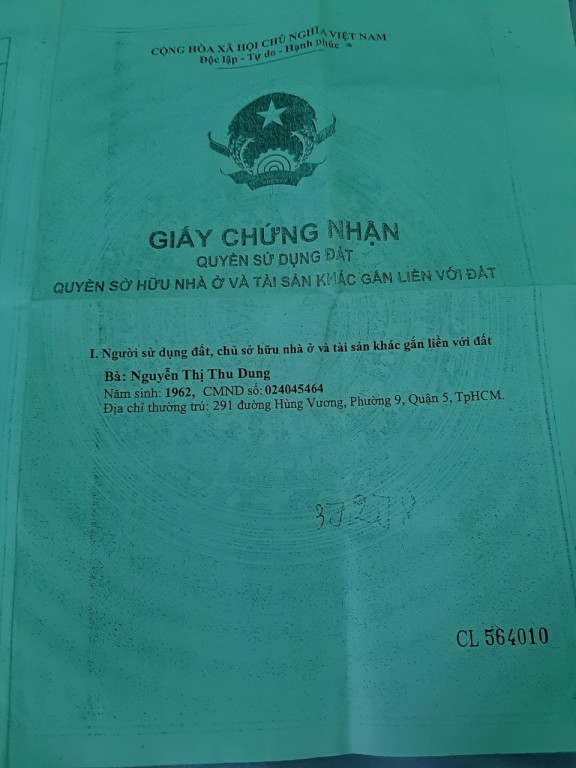 CỘNG HÒA XÃ HỘI CHỦ NGHĨA VIỆT NAM
Độc lập - Tự do - Hạnh phúc
GIẤY CHỨNG NHẬN
QUYỀN SỬ DỤNG ĐẤT
QUYỀN SỞ HỮU NHÀ Ở VÀ TÀI SẢN KHÁC GẮN LIỀN VỚI ĐẤT
I. Người sử dụng đất, chủ sở hữu nhà ở và tài sản khác gắn liền với đất
Bà: Nguyễn Thị Thu Dung
Năm sinh: 1962, CMND số: 024045464
Địa chỉ thường trú: 291 đường Hùng Vương, Phường 9, Quận 5, TpHCM.
CL 564010